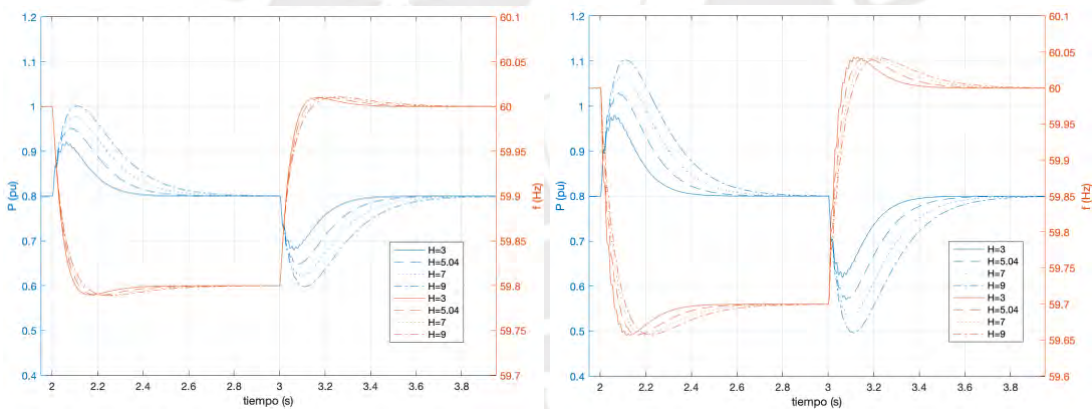 1.2
1.1
1
0.9
0.8
0.7
0.6
0.5
0.4
P (pu)
60.1
60.05
60
59.95
59.9
59.85
59.8
59.75
59.7
f (Hz)
H=3
H=5.04
H=7
H=9
H=3
H=5.04
H=7
H=9
2 2.2 2.4 2.6 2.8 3 3.2 3.4 3.6 3.8
tiempo (s)
1.2
1.1
1
0.9
0.8
0.7
0.6
0.5
0.4
P (pu)
60.1
60.05
60
59.95
59.9
59.85
59.8
59.75
59.7
59.65
59.6
f (Hz)
H=3
H=5.04
H=7
H=9
H=3
H=5.04
H=7
H=9
2 2.2 2.4 2.6 2.8 3 3.2 3.4 3.6 3.8
tiempo (s)